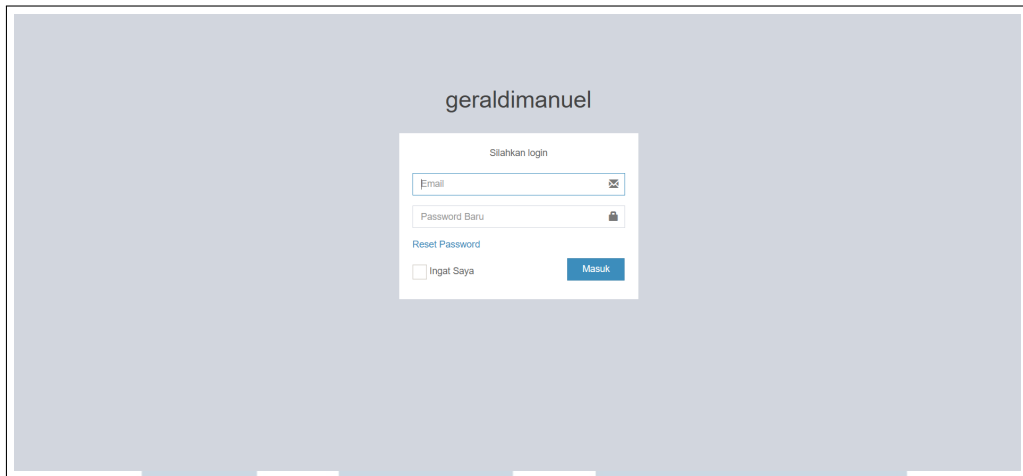 geraldimanuel
Silahkan login
Email
Password Baru
Reset Password
Ingat Saya
Masuk